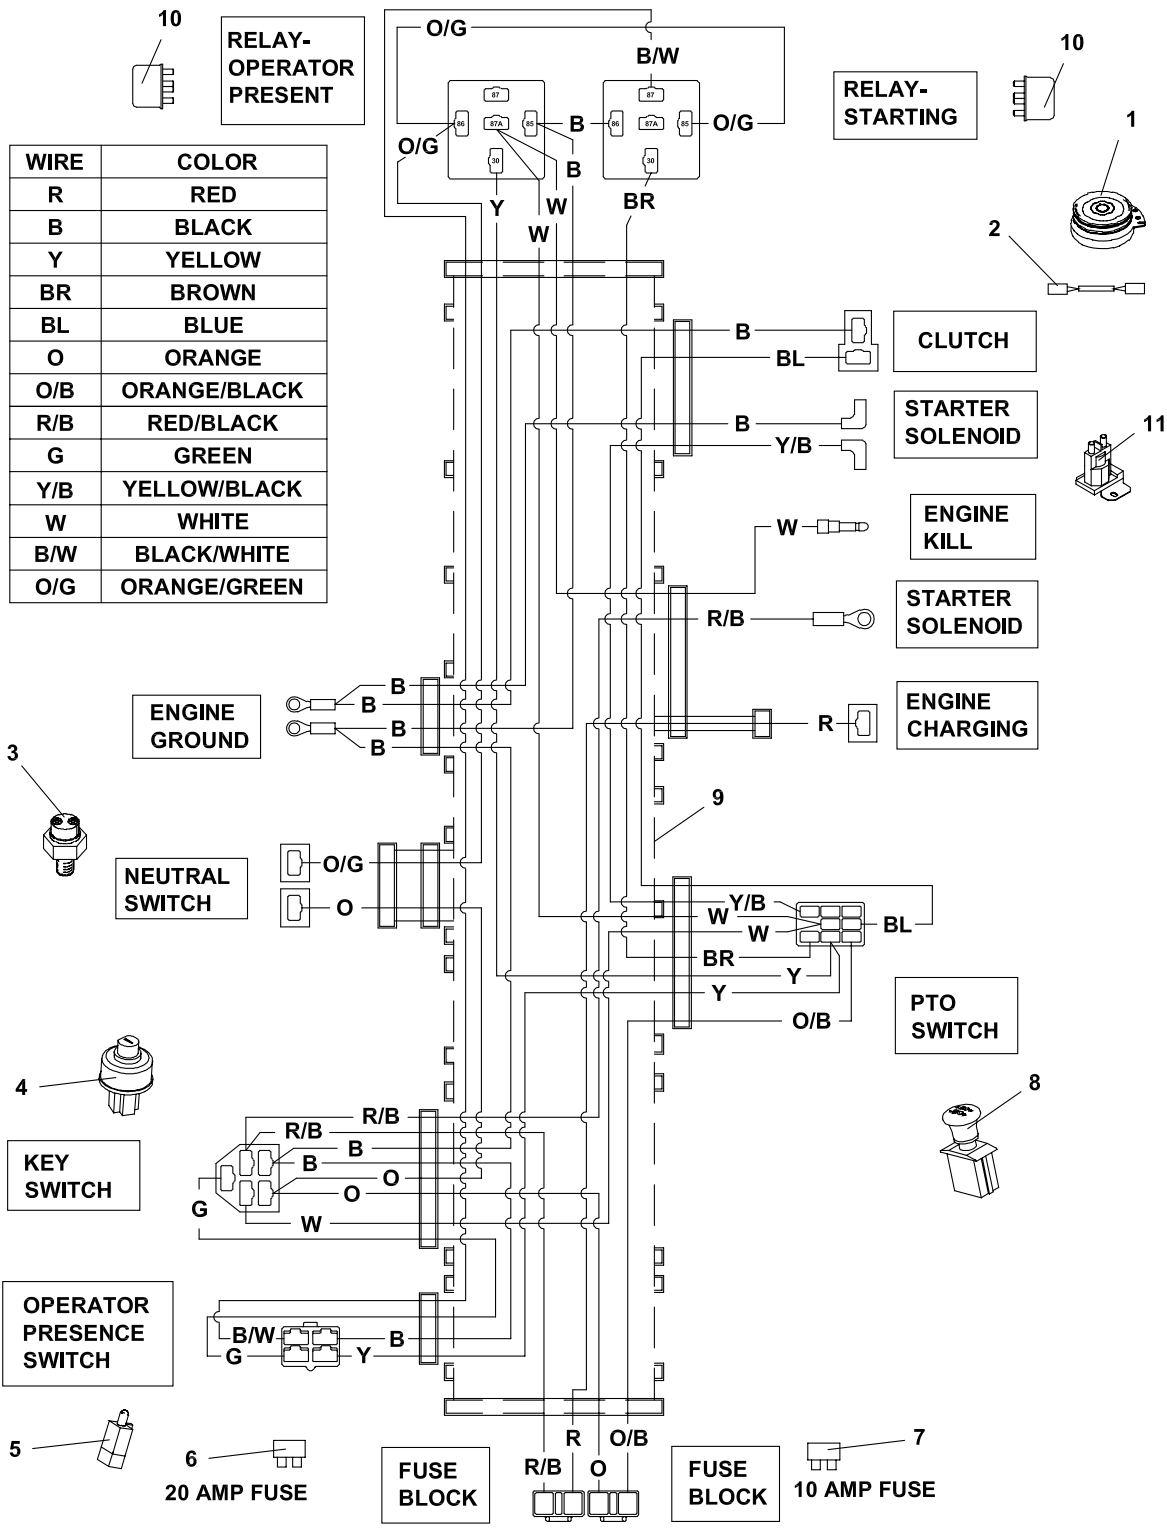 10
RELAY-
OPERATOR
PRESENT
O/G
B/W
10
RELAY-
STARTING
1
87
86
87A
85
30
B
87
86
87A
85
30
O/G
O/G
B
Y
W
W
BR
2
WIRE COLOR
R RED
B BLACK
Y YELLOW
BR BROWN
BL BLUE
O ORANGE
O/B ORANGE/BLACK
R/B RED/BLACK
G GREEN
Y/B YELLOW/BLACK
W WHITE
B/W BLACK/WHITE
O/G ORANGE/GREEN
B
BL
CLUTCH
B
Y/B
STARTER
SOLENOID
11
W
ENGINE
KILL
R/B
STARTER
SOLENOID
R
ENGINE
CHARGING
ENGINE
GROUND
B
B
B
B
3
9
NEUTRAL
SWITCH
O/G
O
Y/B
W
W
BL
BR
Y
Y
O/B
PTO
SWITCH
4
8
KEY
SWITCH
R/B
R/B
B
B
O
O
G
W
OPERATOR
PRESENCE
SWITCH
B/W
B
G
Y
5
6
20 AMP FUSE
FUSE
BLOCK
R/B
R
O
O/B
FUSE
BLOCK
7
10 AMP FUSE